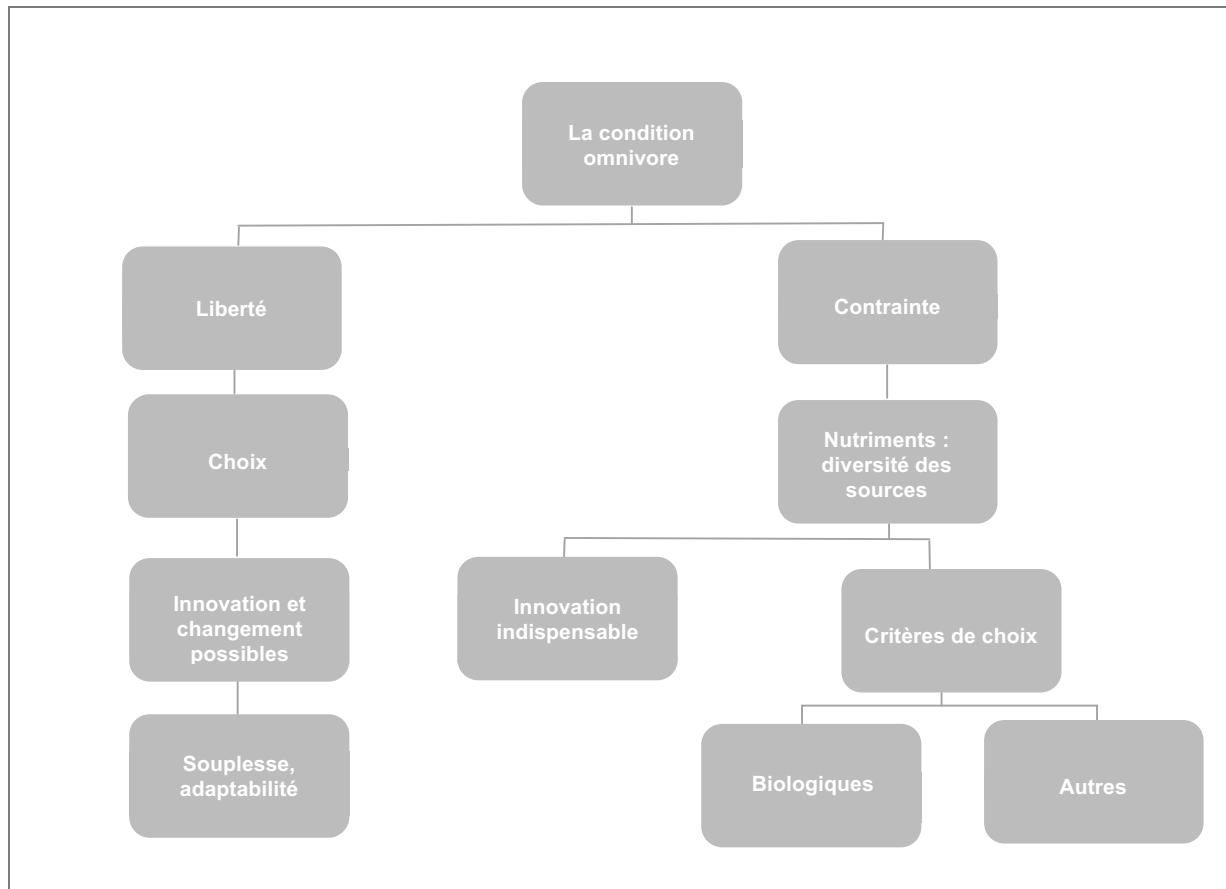 La condition
omnivore
Liberté
Contrainte
Choix
Nutriments :
diversité des
sources
Innovation et
changement
possibles
Innovation
indispensable
Critères de choix
Souplesse,
adaptabilité
Biologiques
Autres